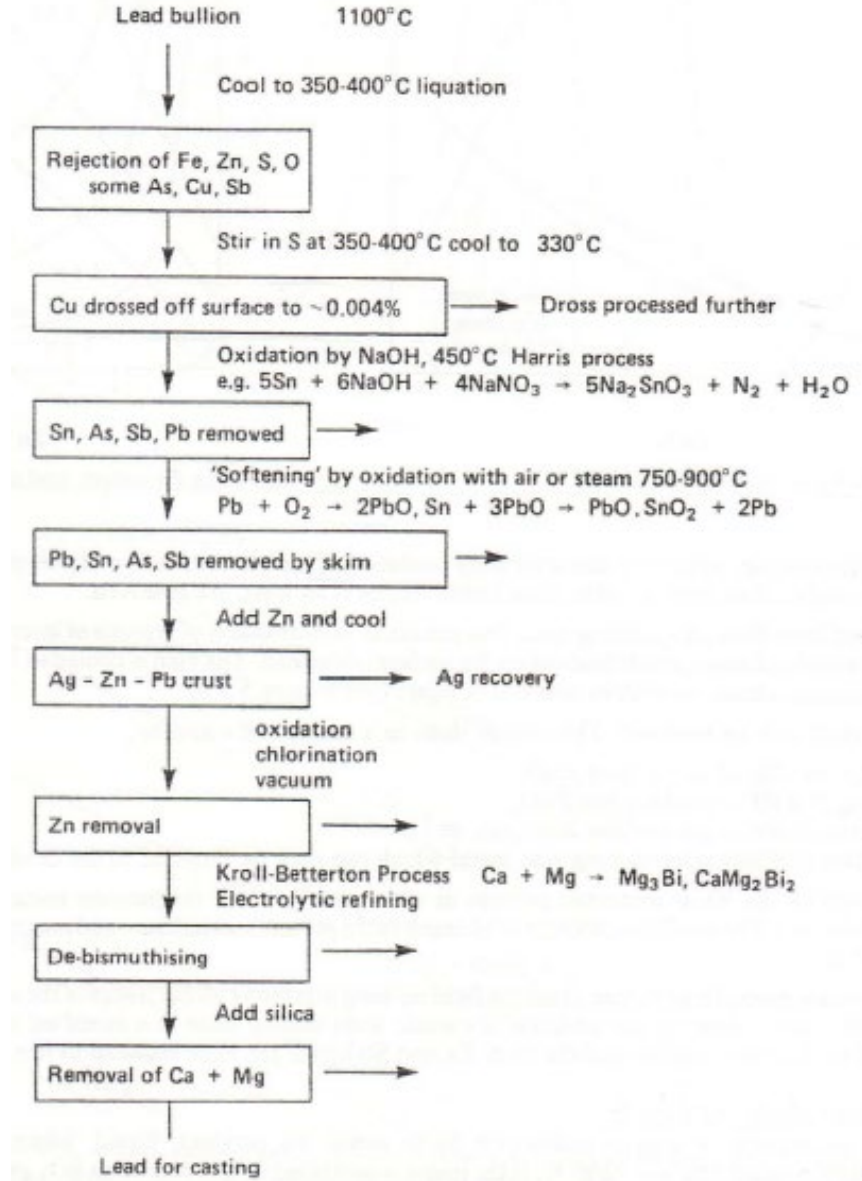 Lead bullion 1100°C
Cool to 350-400°C liquation
Rejection of Fe, Zn, S, O
some As, Cu, Sb
Stir in S at 350-400°C cool to 330°C
Cu drossed off surface to ~0.004%
Dross processed further
Oxidation by NaOH, 450°C Harris process
e.g. 5Sn + 6NaOH + 4NaNO₃ → 5Na₂SnO₃ + N₂ + H₂O
Sn, As, Sb, Pb removed
'Softening' by oxidation with air or steam 750-900°C
Pb + O₂ → 2PbO, Sn + 3PbO → PbO.SnO₂ + 2Pb
Pb, Sn, As, Sb removed by skim
Add Zn and cool
Ag - Zn - Pb crust
Ag recovery
oxidation
chlorination
vacuum
Zn removal
Kroll-Betterton Process Ca + Mg → Mg₃Bi, CaMg₂Bi₂
Electrolytic refining
De-bismuthising
Add silica
Removal of Ca + Mg
Lead for casting